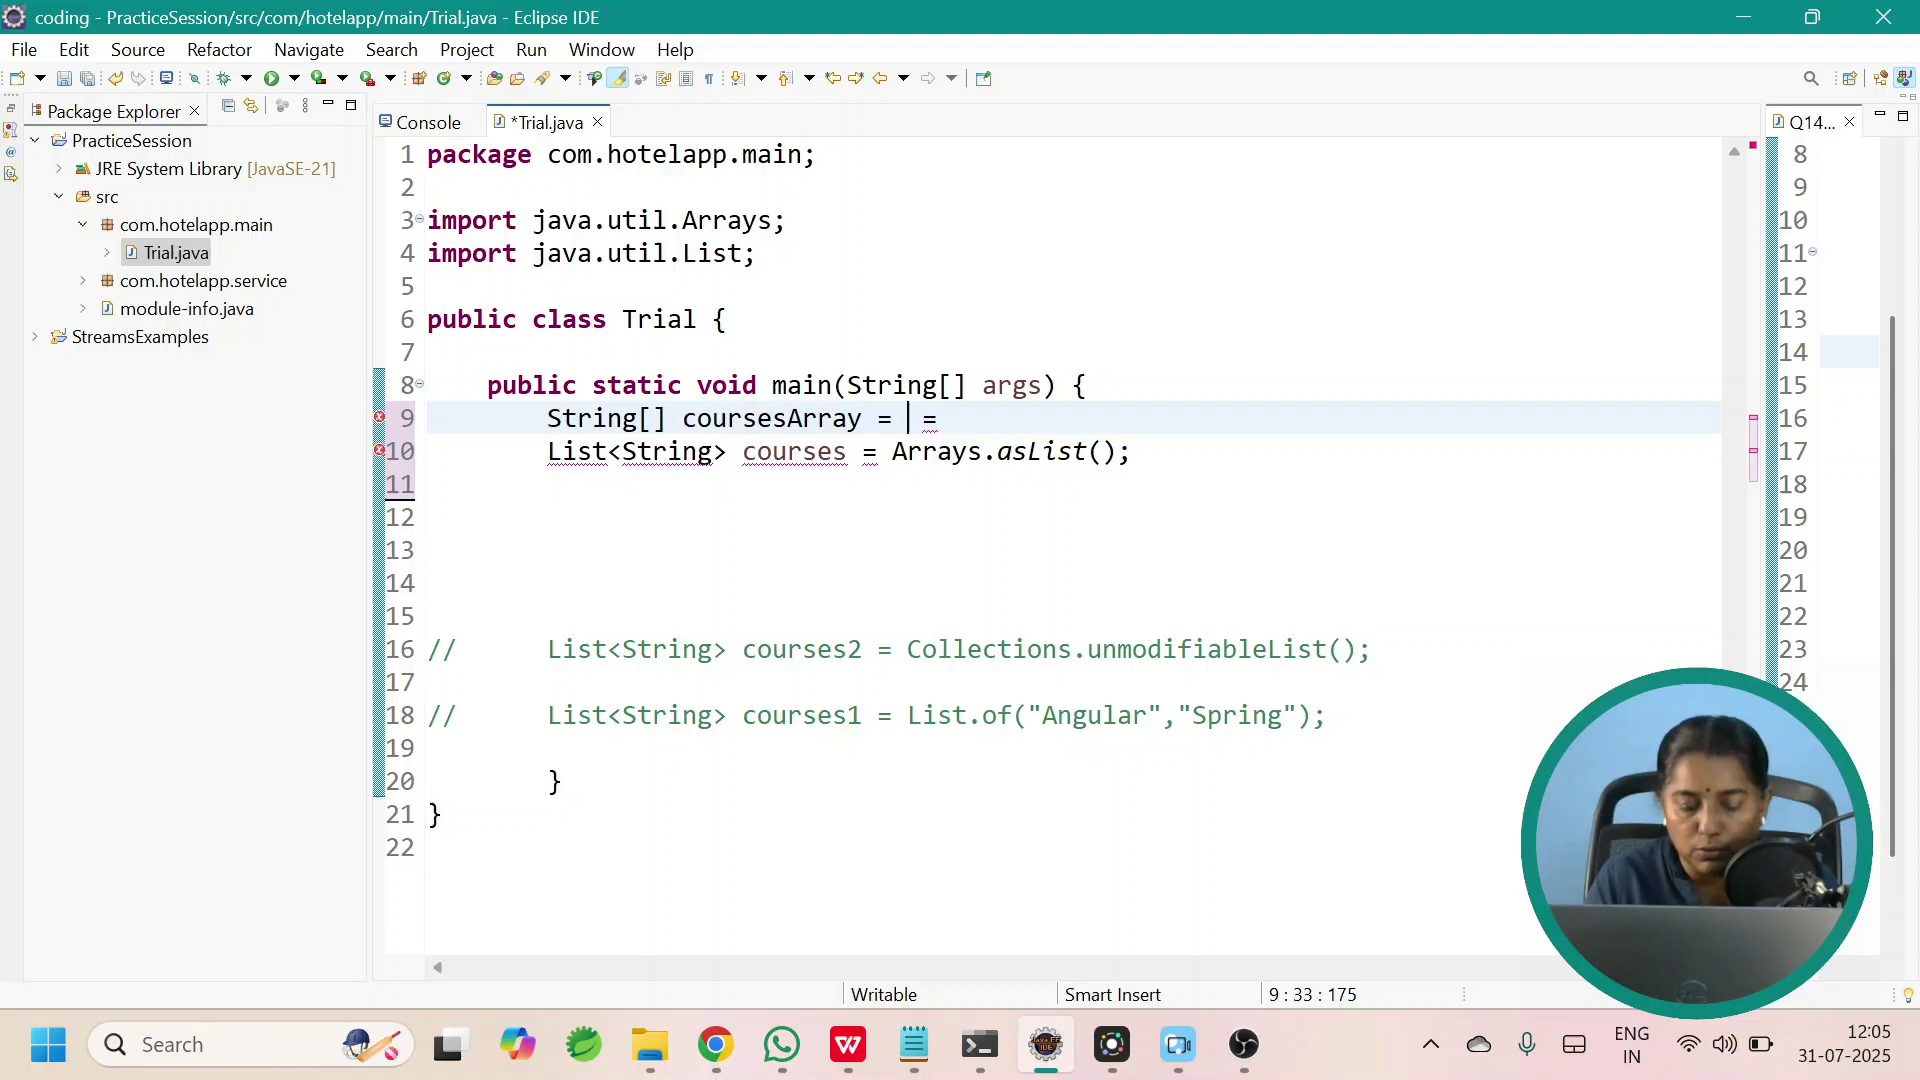 coding - PracticeSession/src/com/hotelapp/main/Trial.java - Eclipse IDE
File Edit Source Refactor Navigate Search Project Run Window Help
Package Explorer
PracticeSession
JRE System Library [JavaSE-21]
src
com.hotelapp.main
Trial.java
com.hotelapp.service
module-info.java
StreamsExamples
Console
*Trial.java
1 package com.hotelapp.main;
2
3 import java.util.Arrays;
4 import java.util.List;
5
6 public class Trial {
7
8 public static void main(String[] args) {
9 String[] coursesArray = =
10 List<String> courses = Arrays.asList();
11
12
13
14
15
16 // List<String> courses2 = Collections.unmodifiableList();
17
18 // List<String> courses1 = List.of("Angular","Spring");
19
20 }
21 }
22
Q14...
8
9
10
11
12
13
14
15
16
17
18
19
20
21
22
23
24
Writable
Smart Insert
9 : 33 : 175
Search
ENG
IN
12:05
31-07-2025